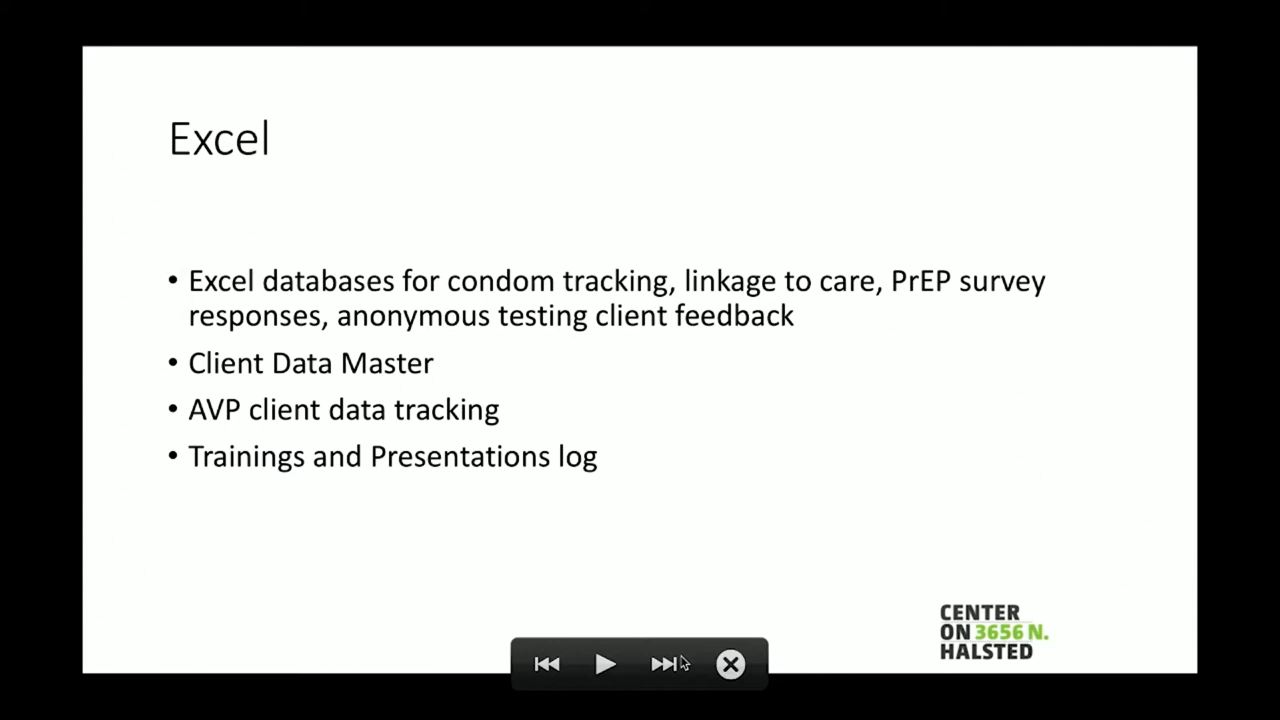 Excel
• Excel databases for condom tracking, linkage to care, PrEP survey
responses, anonymous testing client feedback
• Client Data Master
• AVP client data tracking
• Trainings and Presentations log
CENTER
ON 3656 N.
HALSTED